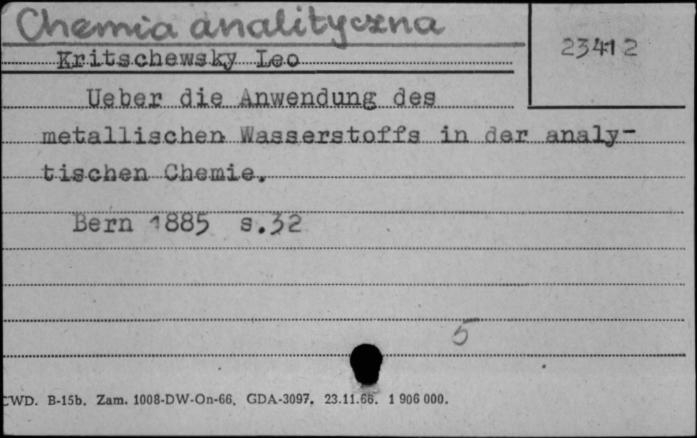 Chemia analityczna
23412
Kritschewsky Leo
Ueber die Anwendung des
metallischen Wasserstoffs in der analy-
tischen Chemie.
Bern 1885 s.32
5
CWD. B-15b. Zam. 1008-DW-On-66. GDA-3097. 23.11.66. 1 906 000.